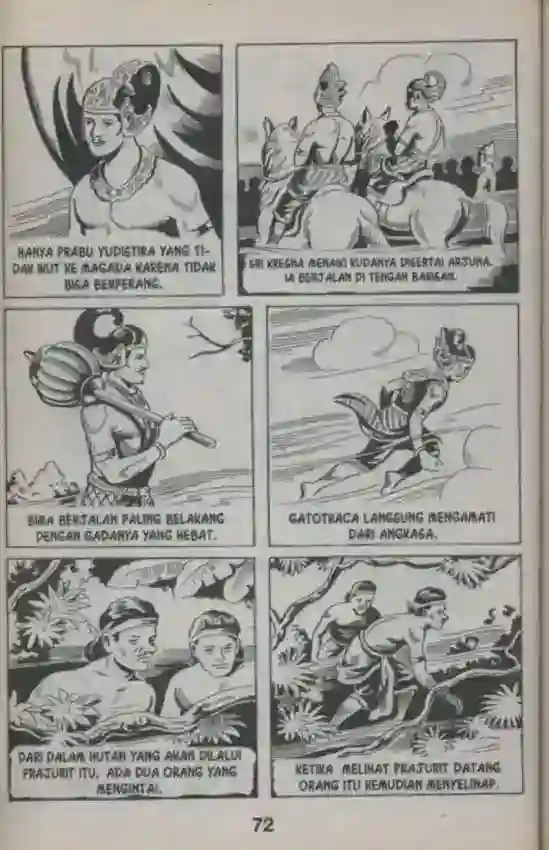 HANYA PRABU YUDISTIRA YANG TI-
DAK IKUT KE MAGADA KARENA TIDAK
BISA BERPERANG.
SRI KRESNA MENAIKI KUDANYA DISERTAI ARJUNA.
IA BERJALAN DI TENGAH BARISAN.
BIMA BERJALAN PALING BELAKANG
DENGAN GADANYA YANG HEBAT.
GATOTKACA LANGSUNG MENGAMATI
DARI ANGKASA.
DARI DALAM HUTAN YANG AKAN DILALUI
PRAJURIT ITU, ADA DUA ORANG YANG
MENGINTAI.
KETIKA MELIHAT PRAJURIT DATANG
ORANG ITU KEMUDIAN MENYELINAP.
72